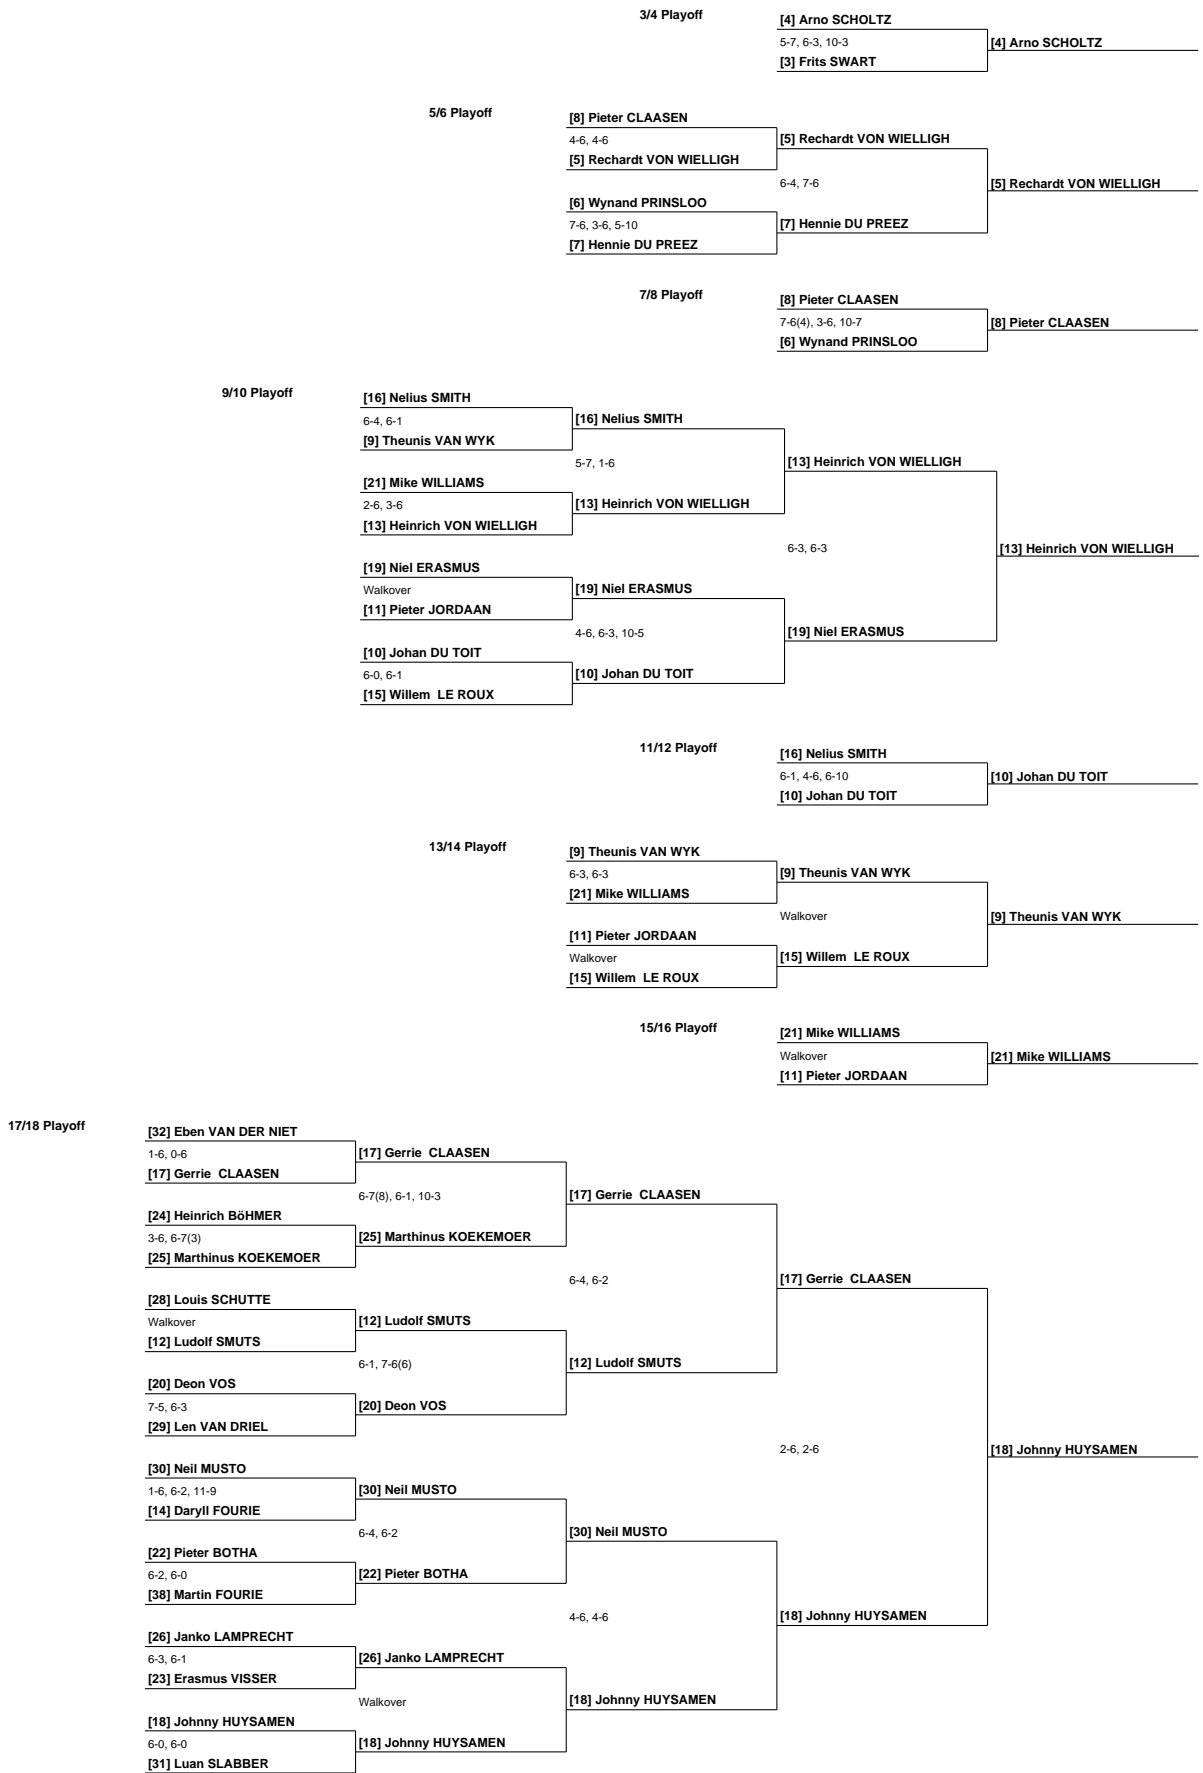 3/4 Playoff
[4] Arno SCHOLTZ
5-7, 6-3, 10-3
[4] Arno SCHOLTZ
[3] Frits SWART
5/6 Playoff
[8] Pieter CLAASEN
4-6, 4-6
[5] Rechardt VON WIELLIGH
[5] Rechardt VON WIELLIGH
6-4, 7-6
[5] Rechardt VON WIELLIGH
[6] Wynand PRINSLOO
7-6, 3-6, 5-10
[7] Hennie DU PREEZ
[7] Hennie DU PREEZ
7/8 Playoff
[8] Pieter CLAASEN
7-6(4), 3-6, 10-7
[8] Pieter CLAASEN
[6] Wynand PRINSLOO
9/10 Playoff
[16] Nelius SMITH
6-4, 6-1
[16] Nelius SMITH
[9] Theunis VAN WYK
5-7, 1-6
[13] Heinrich VON WIELLIGH
[21] Mike WILLIAMS
2-6, 3-6
[13] Heinrich VON WIELLIGH
[13] Heinrich VON WIELLIGH
6-3, 6-3
[13] Heinrich VON WIELLIGH
[19] Niel ERASMUS
Walkover
[19] Niel ERASMUS
[11] Pieter JORDAAN
4-6, 6-3, 10-5
[19] Niel ERASMUS
[10] Johan DU TOIT
6-0, 6-1
[10] Johan DU TOIT
[15] Willem  LE ROUX
11/12 Playoff
[16] Nelius SMITH
6-1, 4-6, 6-10
[10] Johan DU TOIT
[10] Johan DU TOIT
13/14 Playoff
[9] Theunis VAN WYK
6-3, 6-3
[9] Theunis VAN WYK
[21] Mike WILLIAMS
Walkover
[9] Theunis VAN WYK
[11] Pieter JORDAAN
Walkover
[15] Willem  LE ROUX
[15] Willem  LE ROUX
15/16 Playoff
[21] Mike WILLIAMS
Walkover
[21] Mike WILLIAMS
[11] Pieter JORDAAN
17/18 Playoff
[32] Eben VAN DER NIET
1-6, 0-6
[17] Gerrie  CLAASEN
[17] Gerrie  CLAASEN
6-7(8), 6-1, 10-3
[17] Gerrie  CLAASEN
[24] Heinrich BöHMER
3-6, 6-7(3)
[25] Marthinus KOEKEMOER
[25] Marthinus KOEKEMOER
6-4, 6-2
[17] Gerrie  CLAASEN
[28] Louis SCHUTTE
Walkover
[12] Ludolf SMUTS
[12] Ludolf SMUTS
6-1, 7-6(6)
[12] Ludolf SMUTS
[20] Deon VOS
7-5, 6-3
[20] Deon VOS
[29] Len VAN DRIEL
2-6, 2-6
[18] Johnny HUYSAMEN
[30] Neil MUSTO
1-6, 6-2, 11-9
[30] Neil MUSTO
[14] Daryll FOURIE
6-4, 6-2
[30] Neil MUSTO
[22] Pieter BOTHA
6-2, 6-0
[22] Pieter BOTHA
[38] Martin FOURIE
4-6, 4-6
[18] Johnny HUYSAMEN
[26] Janko LAMPRECHT
6-3, 6-1
[26] Janko LAMPRECHT
[23] Erasmus VISSER
Walkover
[18] Johnny HUYSAMEN
[18] Johnny HUYSAMEN
6-0, 6-0
[18] Johnny HUYSAMEN
[31] Luan SLABBER